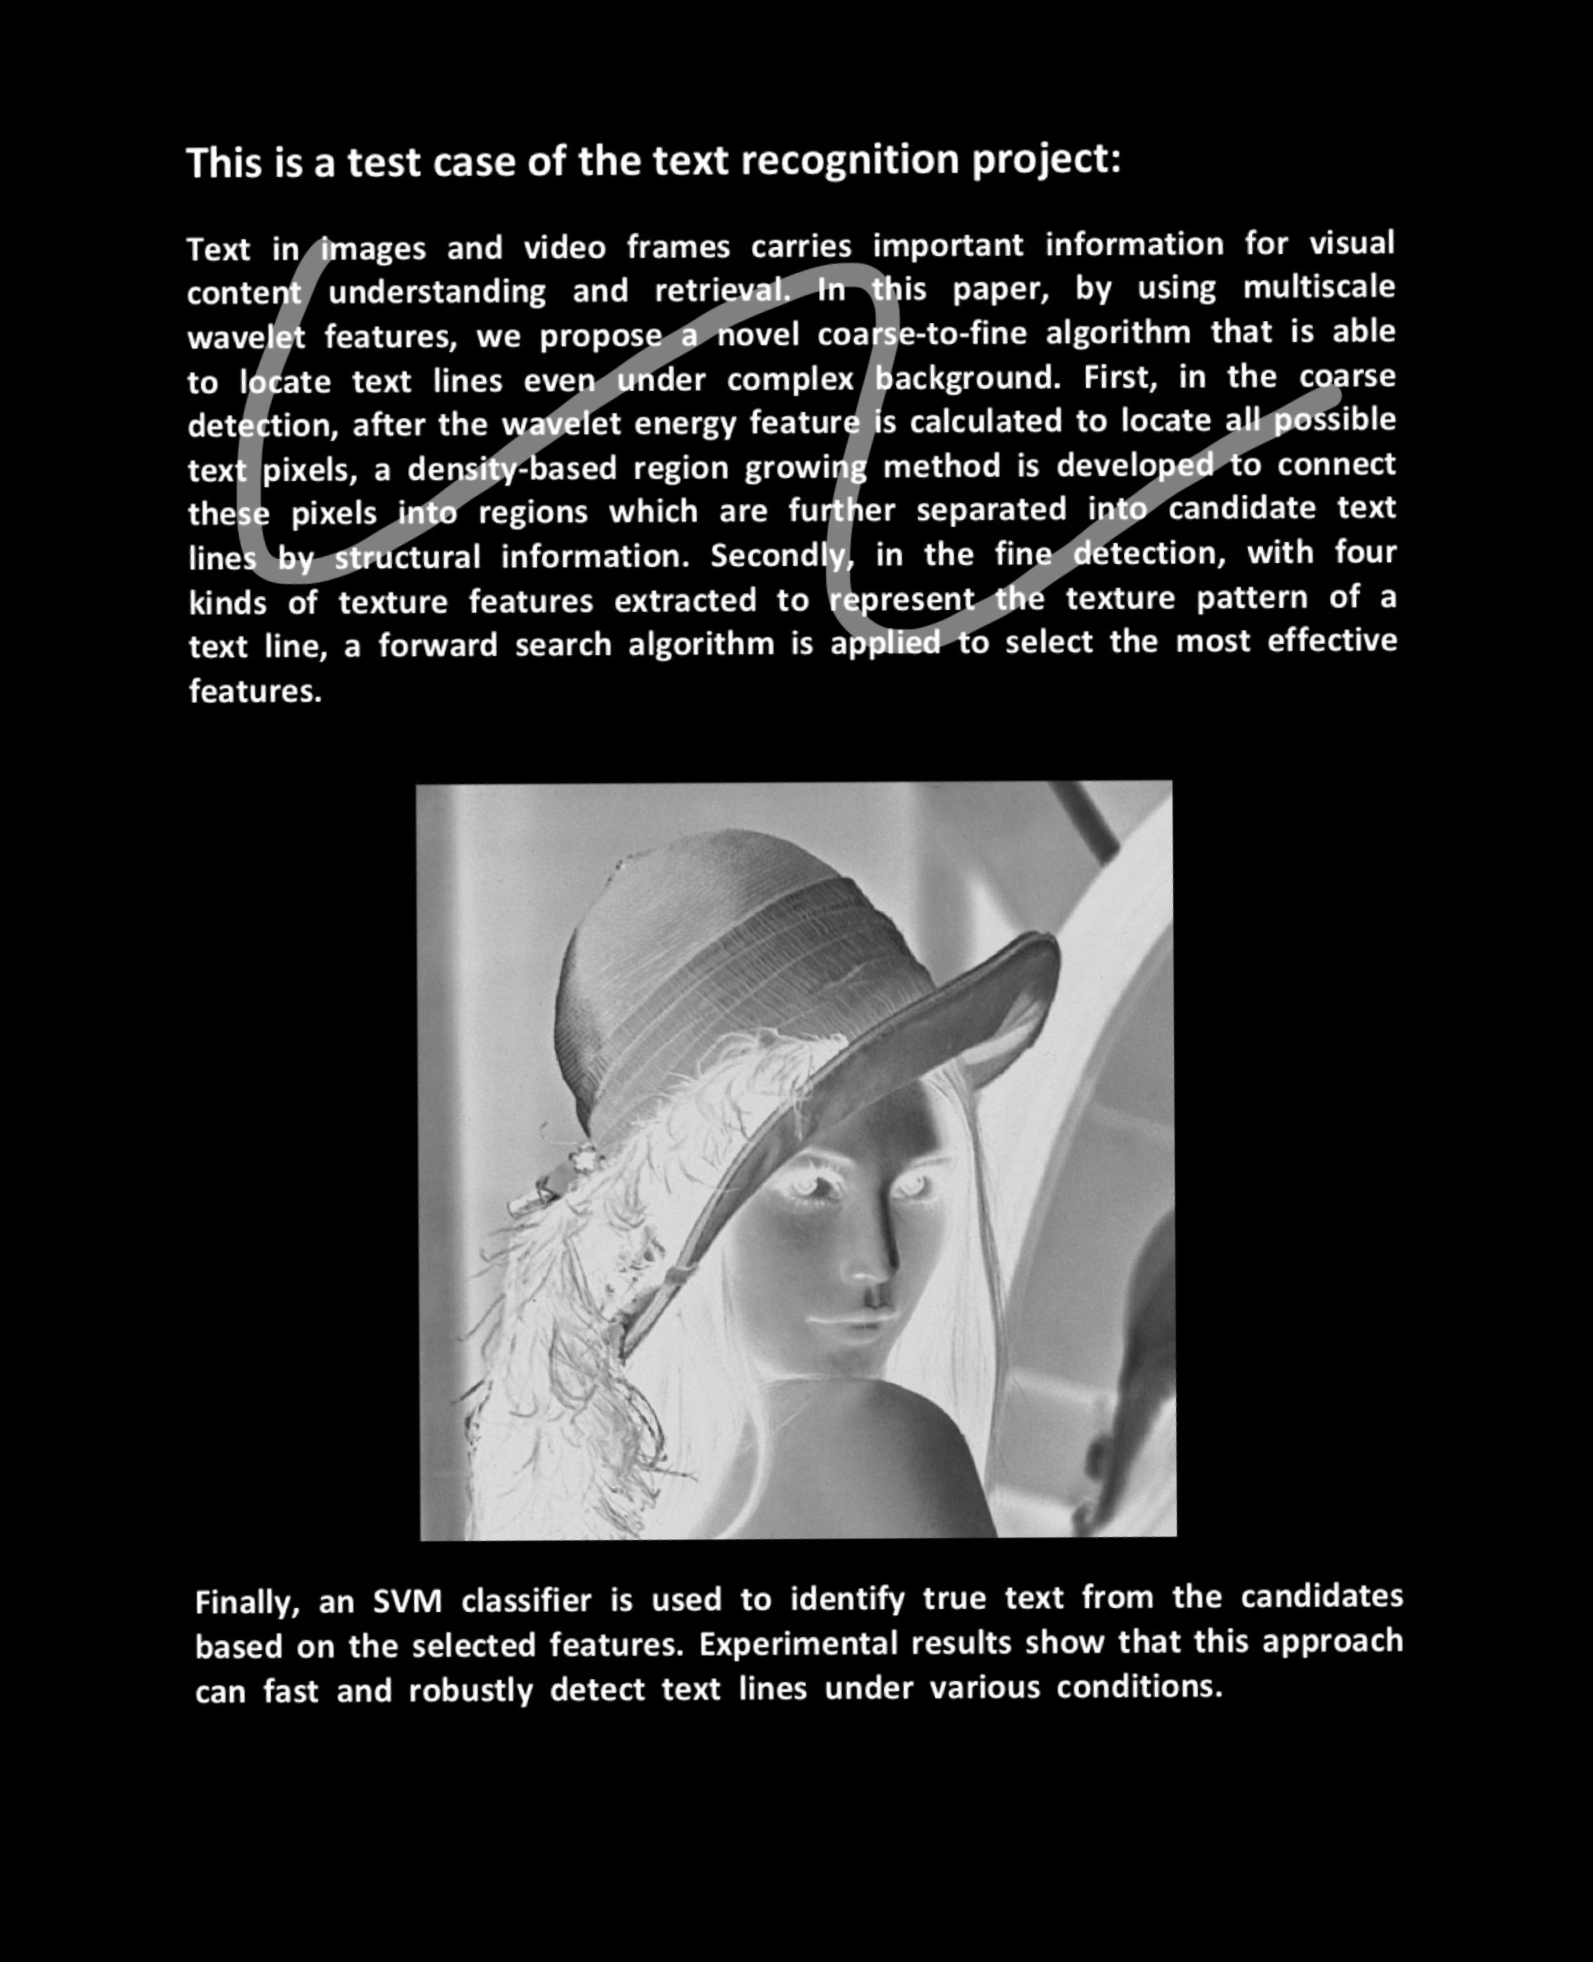 This is a test case of the text recognition project:
Text in images and video frames carries important information for visual
content understanding and retrieval. In this paper, by using multiscale
wavelet features, we propose a novel coarse-to-fine algorithm that is able
to locate text lines even under complex background. First, in the coarse
detection, after the wavelet energy feature is calculated to locate all possible
text pixels, a density-based region growing method is developed to connect
these pixels into regions which are further separated into candidate text
lines by structural information. Secondly, in the fine detection, with four
kinds of texture features extracted to represent the texture pattern of a
text line, a forward search algorithm is applied to select the most effective
features.
Finally, an SVM classifier is used to identify true text from the candidates
based on the selected features. Experimental results show that this approach
can fast and robustly detect text lines under various conditions.